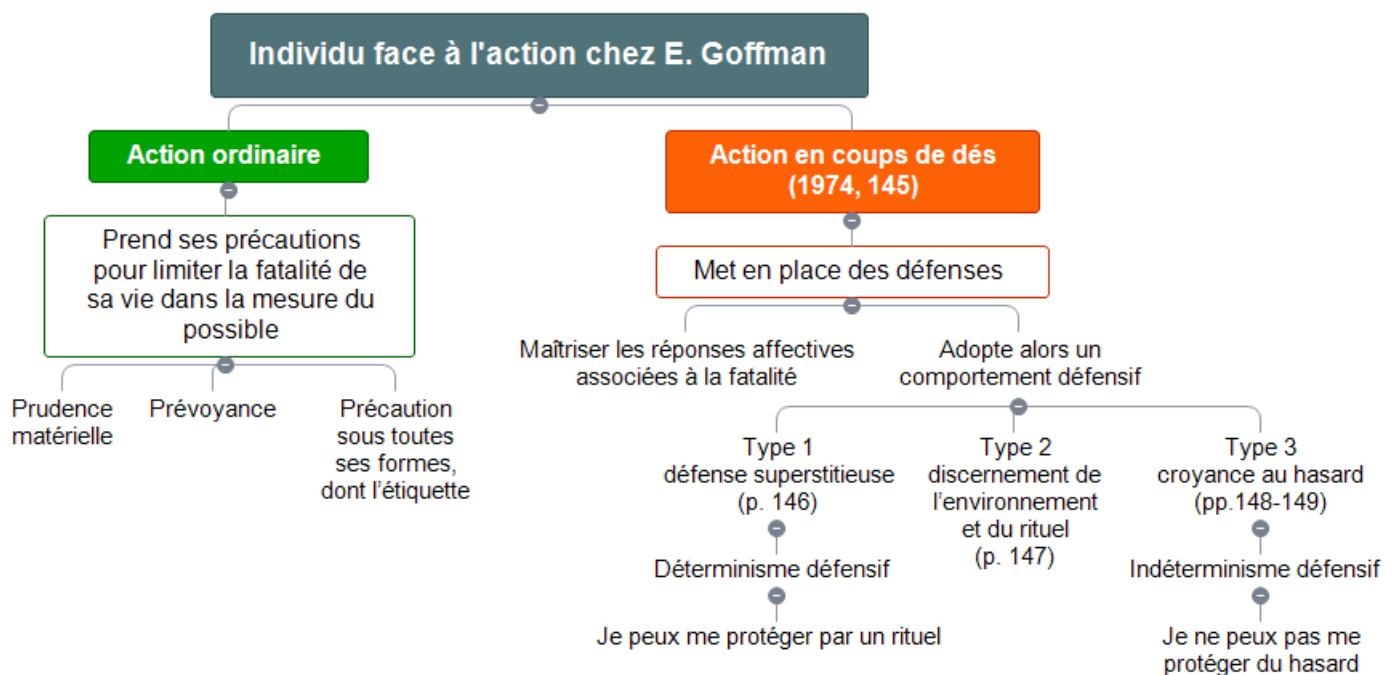 Individu face à l'action chez E. Goffman
Action ordinaire
Prend ses précautions
pour limiter la fatalité de
sa vie dans la mesure du
possible
Prudence
matérielle
Prévoyance
Précaution
sous toutes
ses formes,
dont l’étiquette
Action en coups de dés
(1974, 145)
Met en place des défenses
Maîtriser les réponses affectives
associées à la fatalité
Adopte alors un
comportement défensif
Type 1
défense superstitieuse
(p. 146)
Déterminisme défensif
Je peux me protéger par un rituel
Type 2
discernement de
l’environnement
et du rituel
(p. 147)
Type 3
croyance au hasard
(pp.148-149)
Indéterminisme défensif
Je ne peux pas me
protéger du hasard